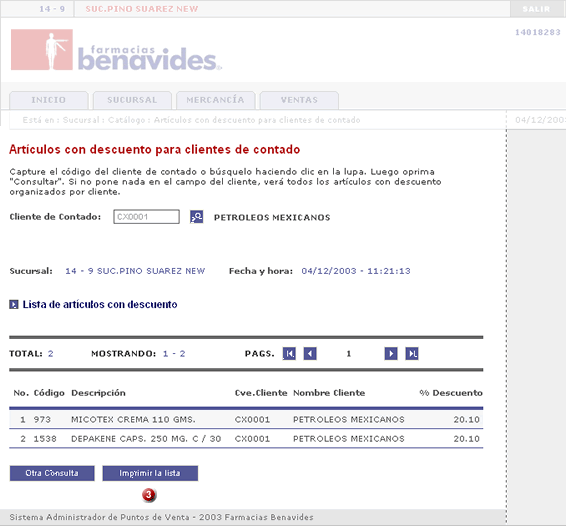 14 - 9 SUC.PINO SUAREZ NEW SALIR
14018283
farmacias
benavides
INICIO SUCURSAL MERCANCÍA VENTAS
Está en : Sucursal : Catálogo : Artículos con descuento para clientes de contado 04/12/200
Artículos con descuento para clientes de contado
Capture el código del cliente de contado o búsquelo haciendo clic en la lupa. Luego oprima
"Consultar". Si no pone nada en el campo del cliente, verá todos los artículos con descuento
organizados por cliente.
Cliente de Contado: CX0001 PETROLEOS MEXICANOS
Sucursal: 14 - 9 SUC.PINO SUAREZ NEW Fecha y hora: 04/12/2003 - 11:21:13
Lista de artículos con descuento
TOTAL: 2 MOSTRANDO: 1 - 2 PAGS. 1
No. Código Descripción Cve.Cliente Nombre Cliente % Descuento
1 973 MICOTEX CREMA 110 GMS. CX0001 PETROLEOS MEXICANOS 20.10
2 1538 DEPAKENE CAPS. 250 MG. C / 30 CX0001 PETROLEOS MEXICANOS 20.10
Otra Consulta Imprimir la lista
3
Sistema Administrador de Puntos de Venta - 2003 Farmacias Benavides